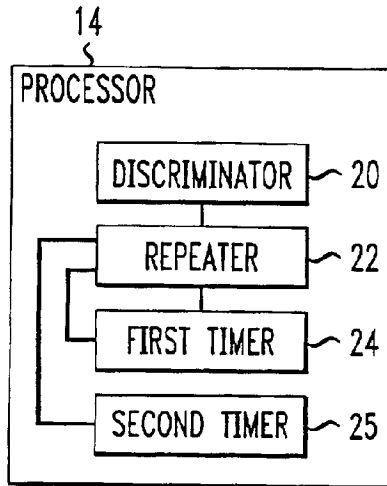 14
PROCESSOR
DISCRIMINATOR 20
REPEATER 22
FIRST TIMER 24
SECOND TIMER 25